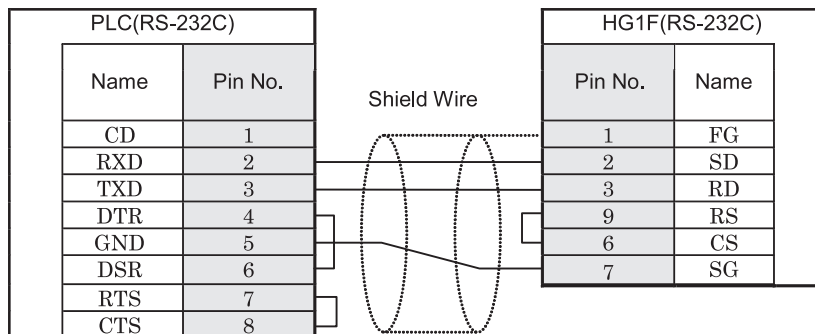 PLC(RS-232C) HG1F(RS-232C)
Name Pin No. Shield Wire Pin No. Name
CD 1 1 FG
RXD 2 2 SD
TXD 3 3 RD
DTR 4 9 RS
GND 5 6 CS
DSR 6 7 SG
RTS 7
CTS 8